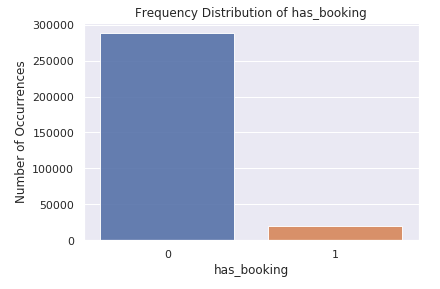 Frequency Distribution of has_booking
300000
250000
200000
150000
100000
50000
0
Number of Occurrences
0 1
has_booking